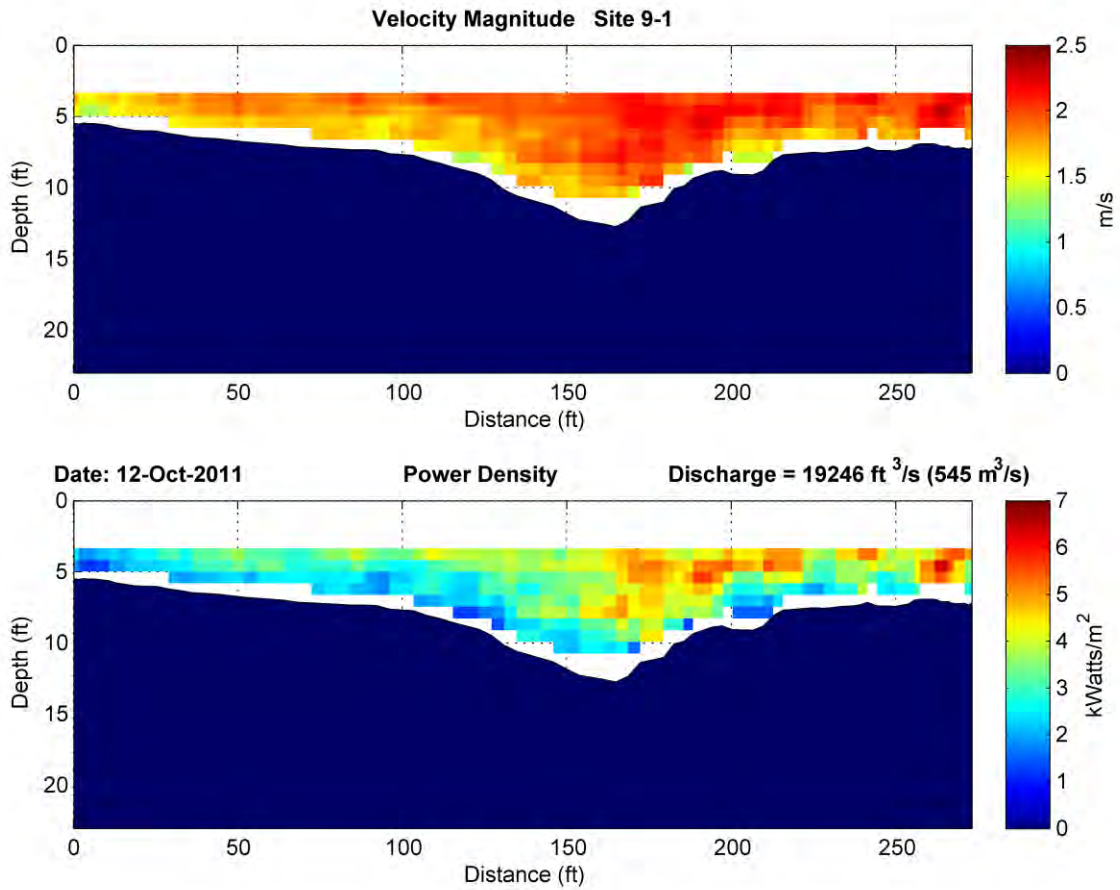 Velocity Magnitude Site 9-1
0
5
10
15
20
Depth (ft)
0 50 100 150 200 250
Distance (ft)
2.5
2
1.5
1
0.5
0
m/s
Date: 12-Oct-2011 Power Density Discharge = 19246 ft ³/s (545 m³/s)
0
5
10
15
20
Depth (ft)
0 50 100 150 200 250
Distance (ft)
7
6
5
4
3
2
1
0
kWatts/m²